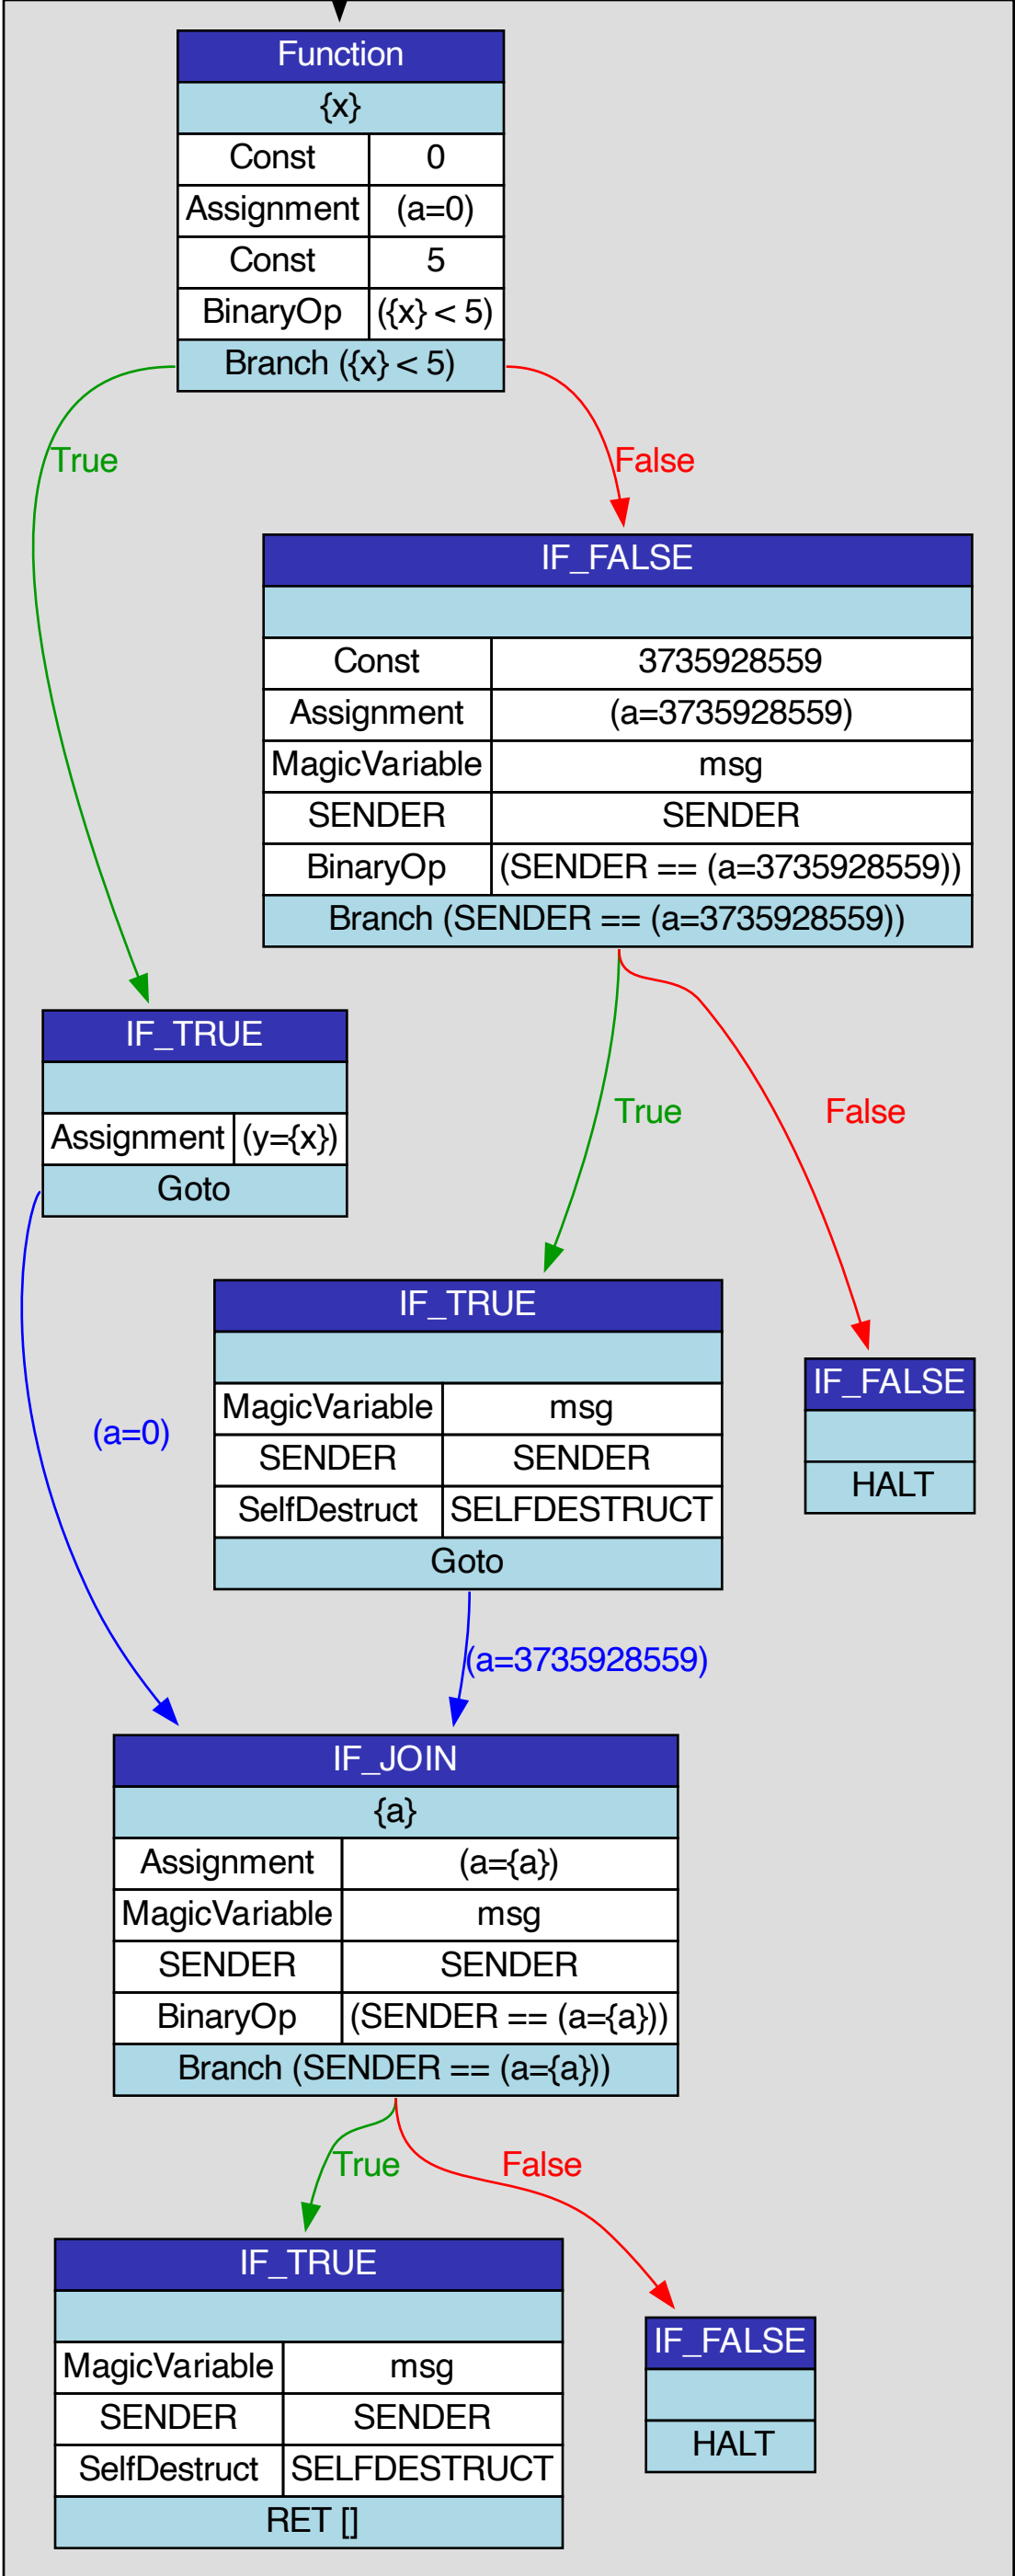 Function
{x}
Const 0
Assignment (a=0)
Const 5
BinaryOp ({x} < 5)
Branch ({x} < 5)
True
False
IF_FALSE
Const 3735928559
Assignment (a=3735928559)
MagicVariable msg
SENDER SENDER
BinaryOp (SENDER == (a=3735928559))
Branch (SENDER == (a=3735928559))
IF_TRUE
Assignment (y={x})
Goto
True
False
IF_TRUE
MagicVariable msg
SENDER SENDER
SelfDestruct SELFDESTRUCT
Goto
IF_FALSE
HALT
(a=0)
(a=3735928559)
IF_JOIN
{a}
Assignment (a={a})
MagicVariable msg
SENDER SENDER
BinaryOp (SENDER == (a={a}))
Branch (SENDER == (a={a}))
True
False
IF_TRUE
MagicVariable msg
SENDER SENDER
SelfDestruct SELFDESTRUCT
RET []
IF_FALSE
HALT